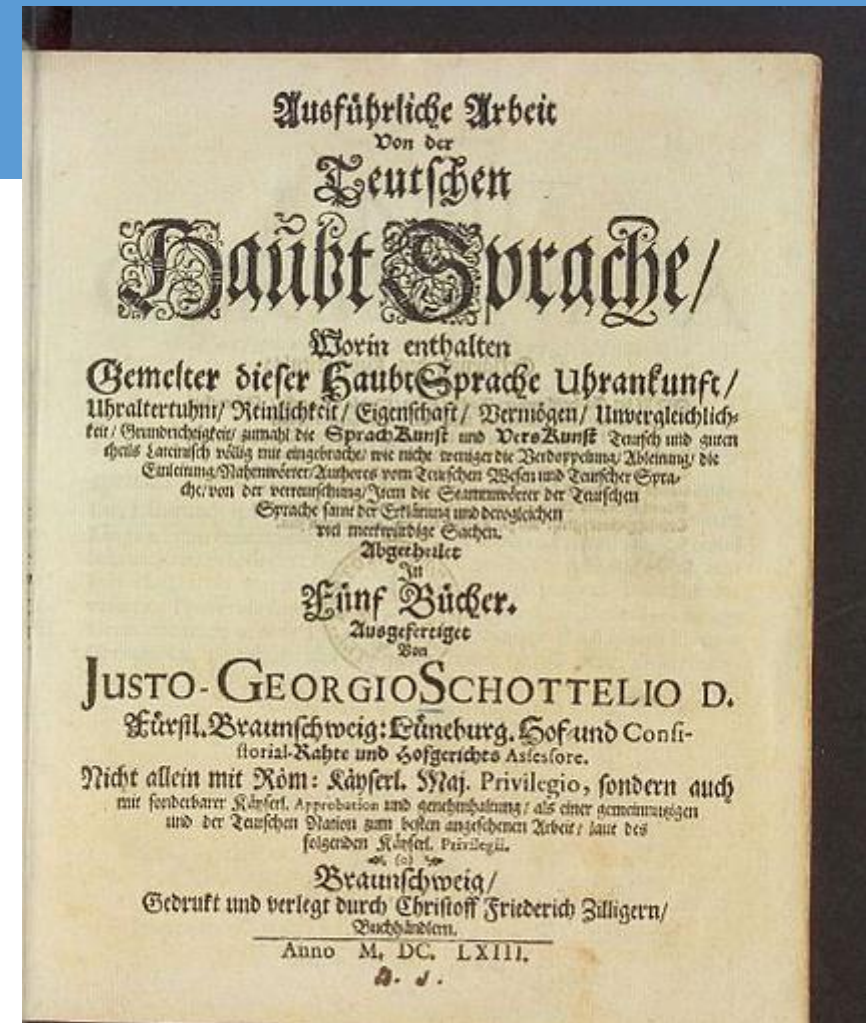 Ausführliche Arbeit
Von der
Teutschen
HaubtSprache/
Worin enthalten
Gemelter dieser HaubtSprache Uhrankunft/
Uhraltertuhm/ Reinlichkeit/ Eigenschaft/ Vermögen/ Unvergleichlich-
keit/ Grundrichtigkeit/ zumahl die SprachKunst und VersKunst Teutsch und guten
theils Lateinisch völlig mit eingebracht/ wie nicht weniger die Verdoppelung/ Ableitung/ die
Einleitung/ Nahmwörter/ Authores vom Teutschen Wesen und Teutscher Spra-
che/ von der verteutschung/ Item die Stammwörter der Teutschen
Sprache samt der Erklärung und derogleichen
viel merkwürdige Sachen.
Abgetheilet
In
Fünf Bücher.
Ausgefertiget
Von
JUSTO-GEORGIO SCHOTTELIO D.
Fürstl. Braunschweig: Lüneburg. Hof-und Consi-
storial-Rahte und Hofgerichts Assessore.
Nicht allein mit Röm: Käyserl. Maj. Privilegio, sondern auch
mit sonderbarer Käyserl. Approbation und genehmhaltung/ als einer gemeinnützigen
und der Teutschen Nation zum besten angesehenen Arbeit/ laut des
folgenden Käyserl. Privilegii.
(o)
Braunschweig/
Gedrukt und verlegt durch Christoff Friederich Zilligern/
Buchhändlern.
Anno M. DC. LXIII.